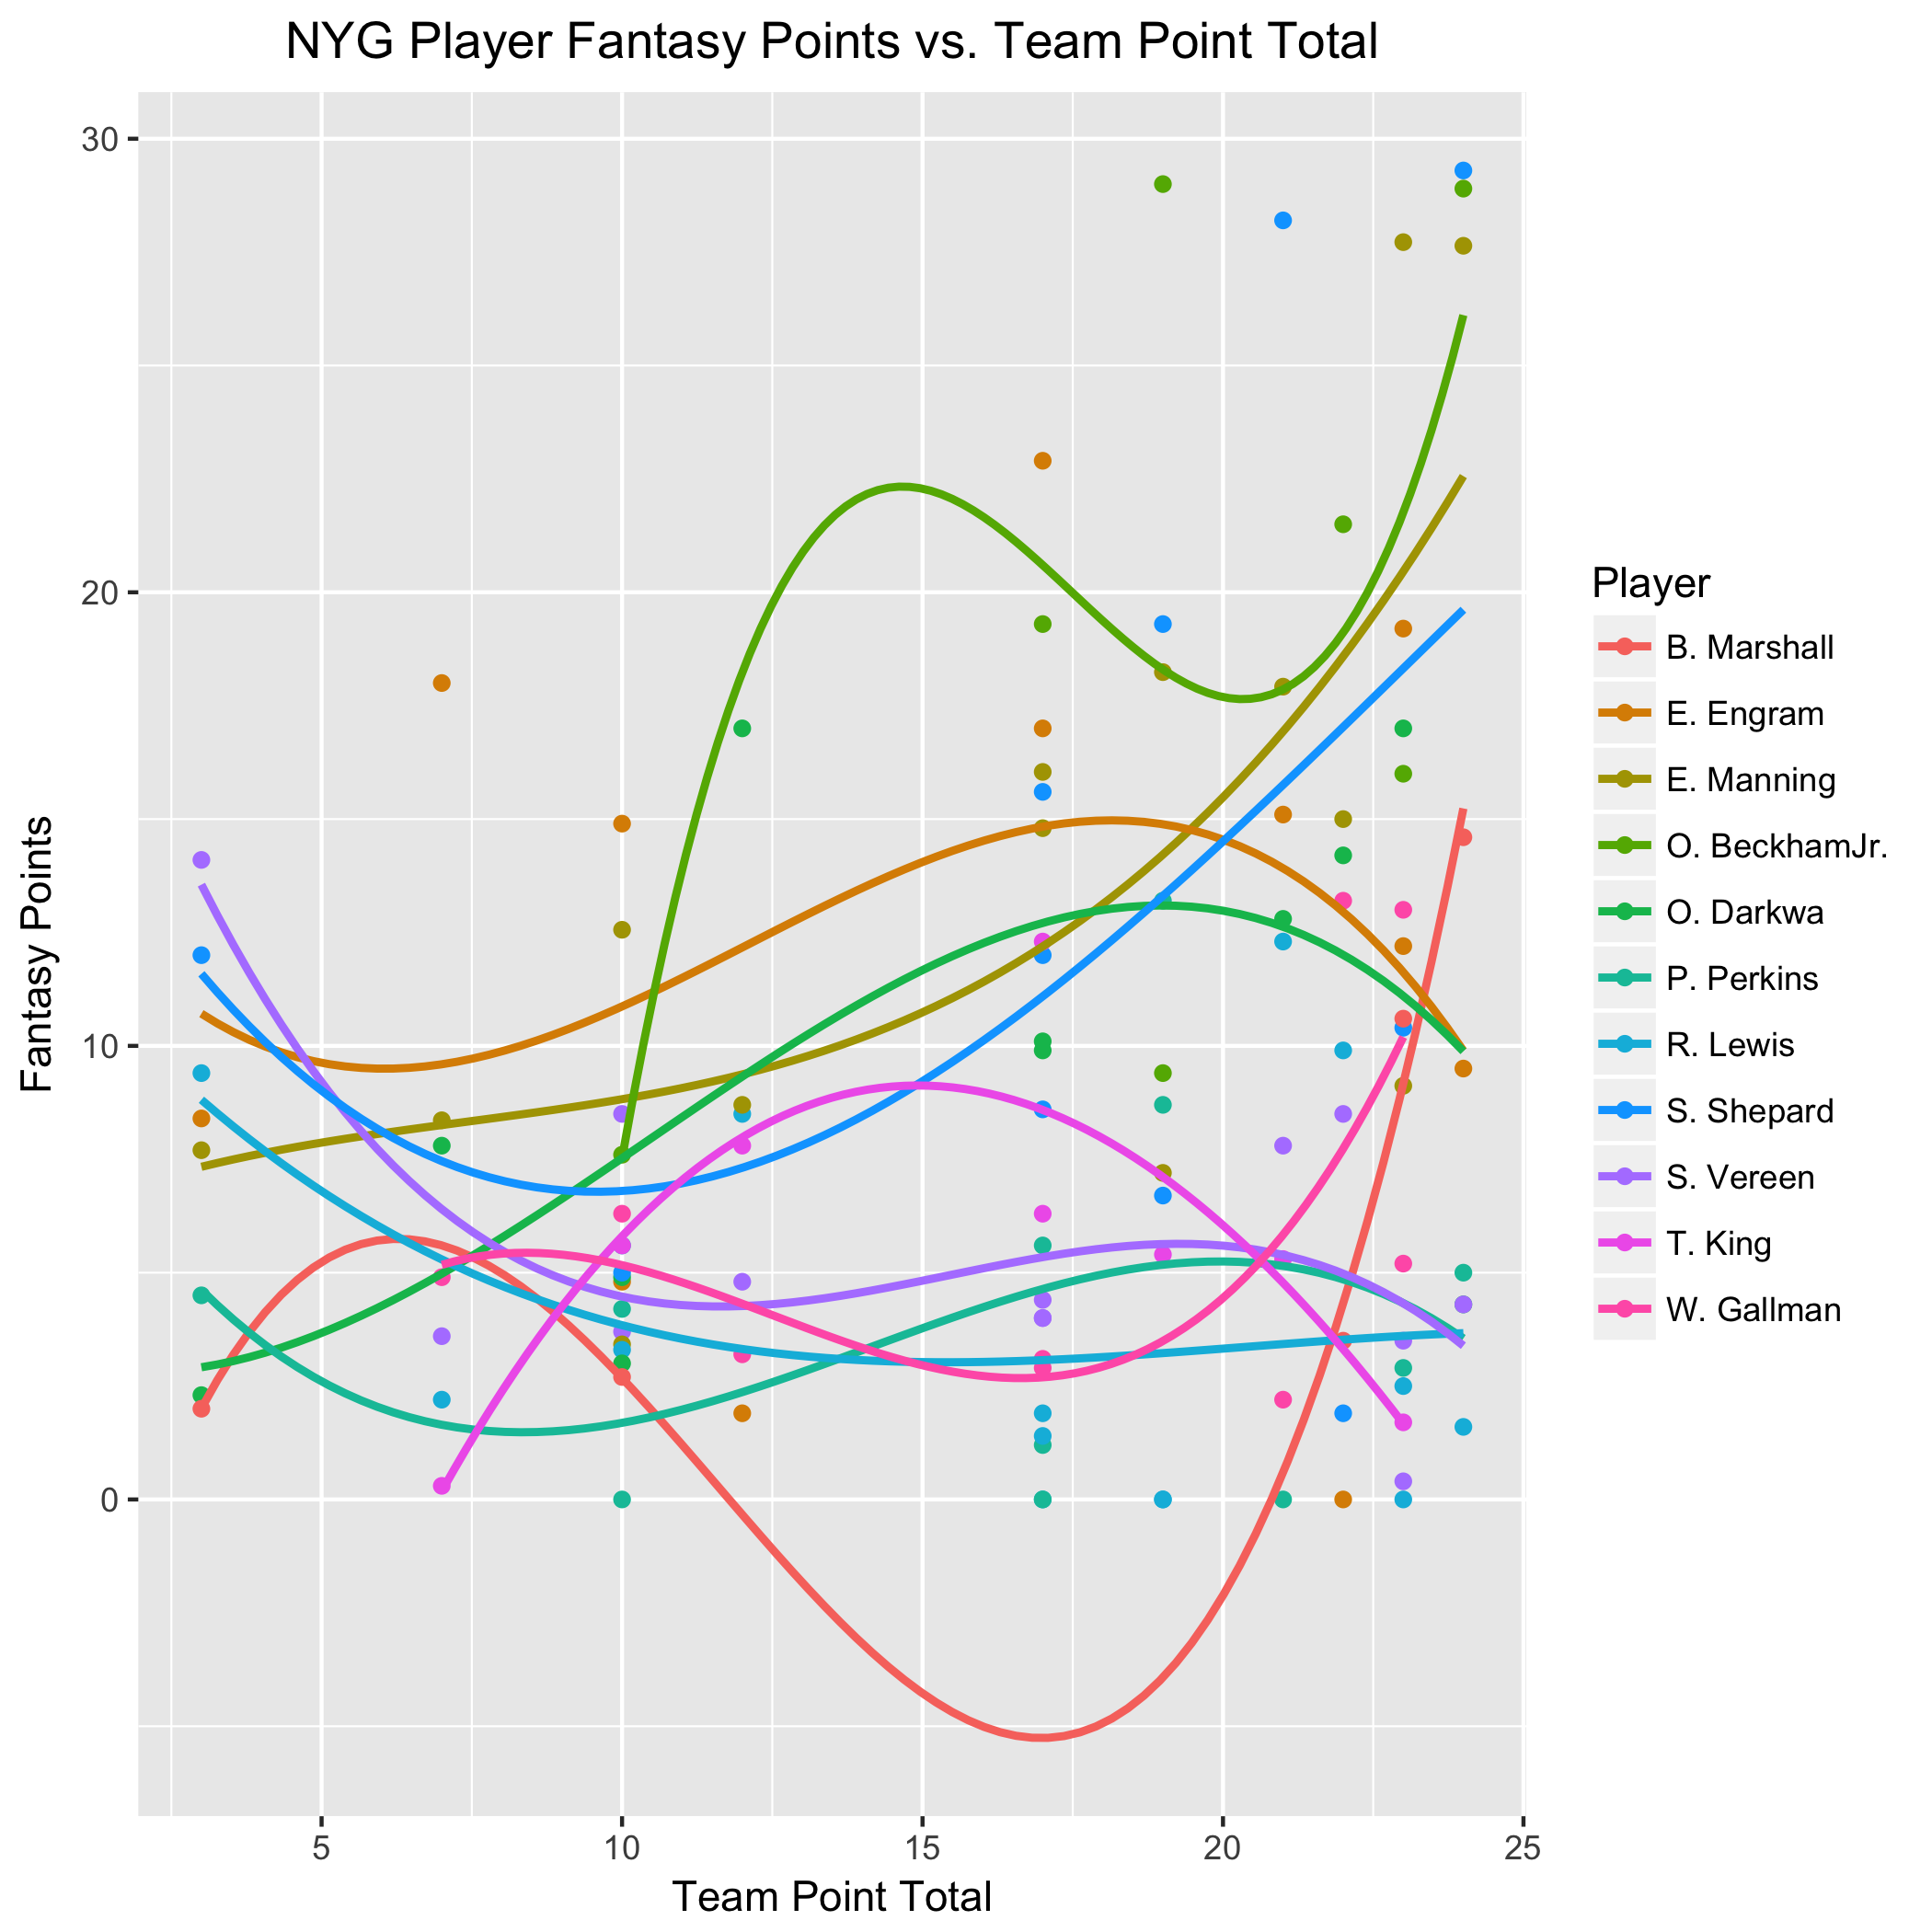 NYG Player Fantasy Points vs. Team Point Total
30
20
10
0
Fantasy Points
5
10
15
20
25
Team Point Total
Player
B. Marshall
E. Engram
E. Manning
O. BeckhamJr.
O. Darkwa
P. Perkins
R. Lewis
S. Shepard
S. Vereen
T. King
W. Gallman